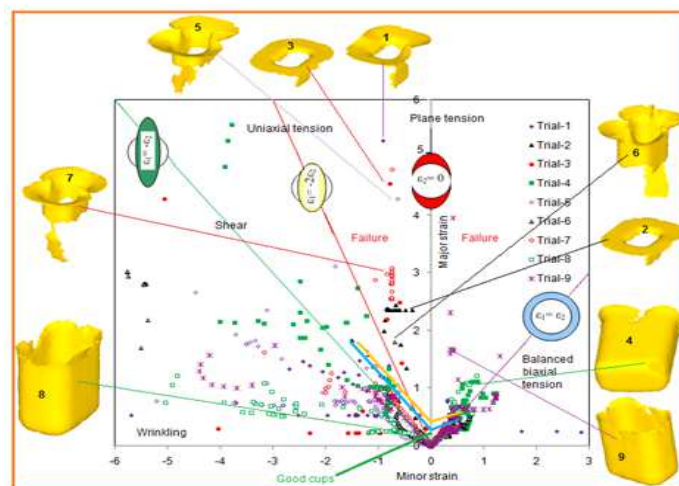 5
3
1
6
Plane tension
Uniaxial tension
Trial-1
Trial-2
Trial-3
Trial-4
Trial-5
Trial-6
Trial-7
Trial-8
Trial-9
ε₁= -ε₂
ε₁= -2ε₂
ε₂= 0
7
2
Shear
Failure
Major strain
Failure
ε₁= ε₂
4
Balanced
biaxial
tension
8
9
Wrinkling
Good cups
Minor strain
6
5
4
3
2
1
0
-6 -5 -4 -3 -2 -1 0 1 2 3